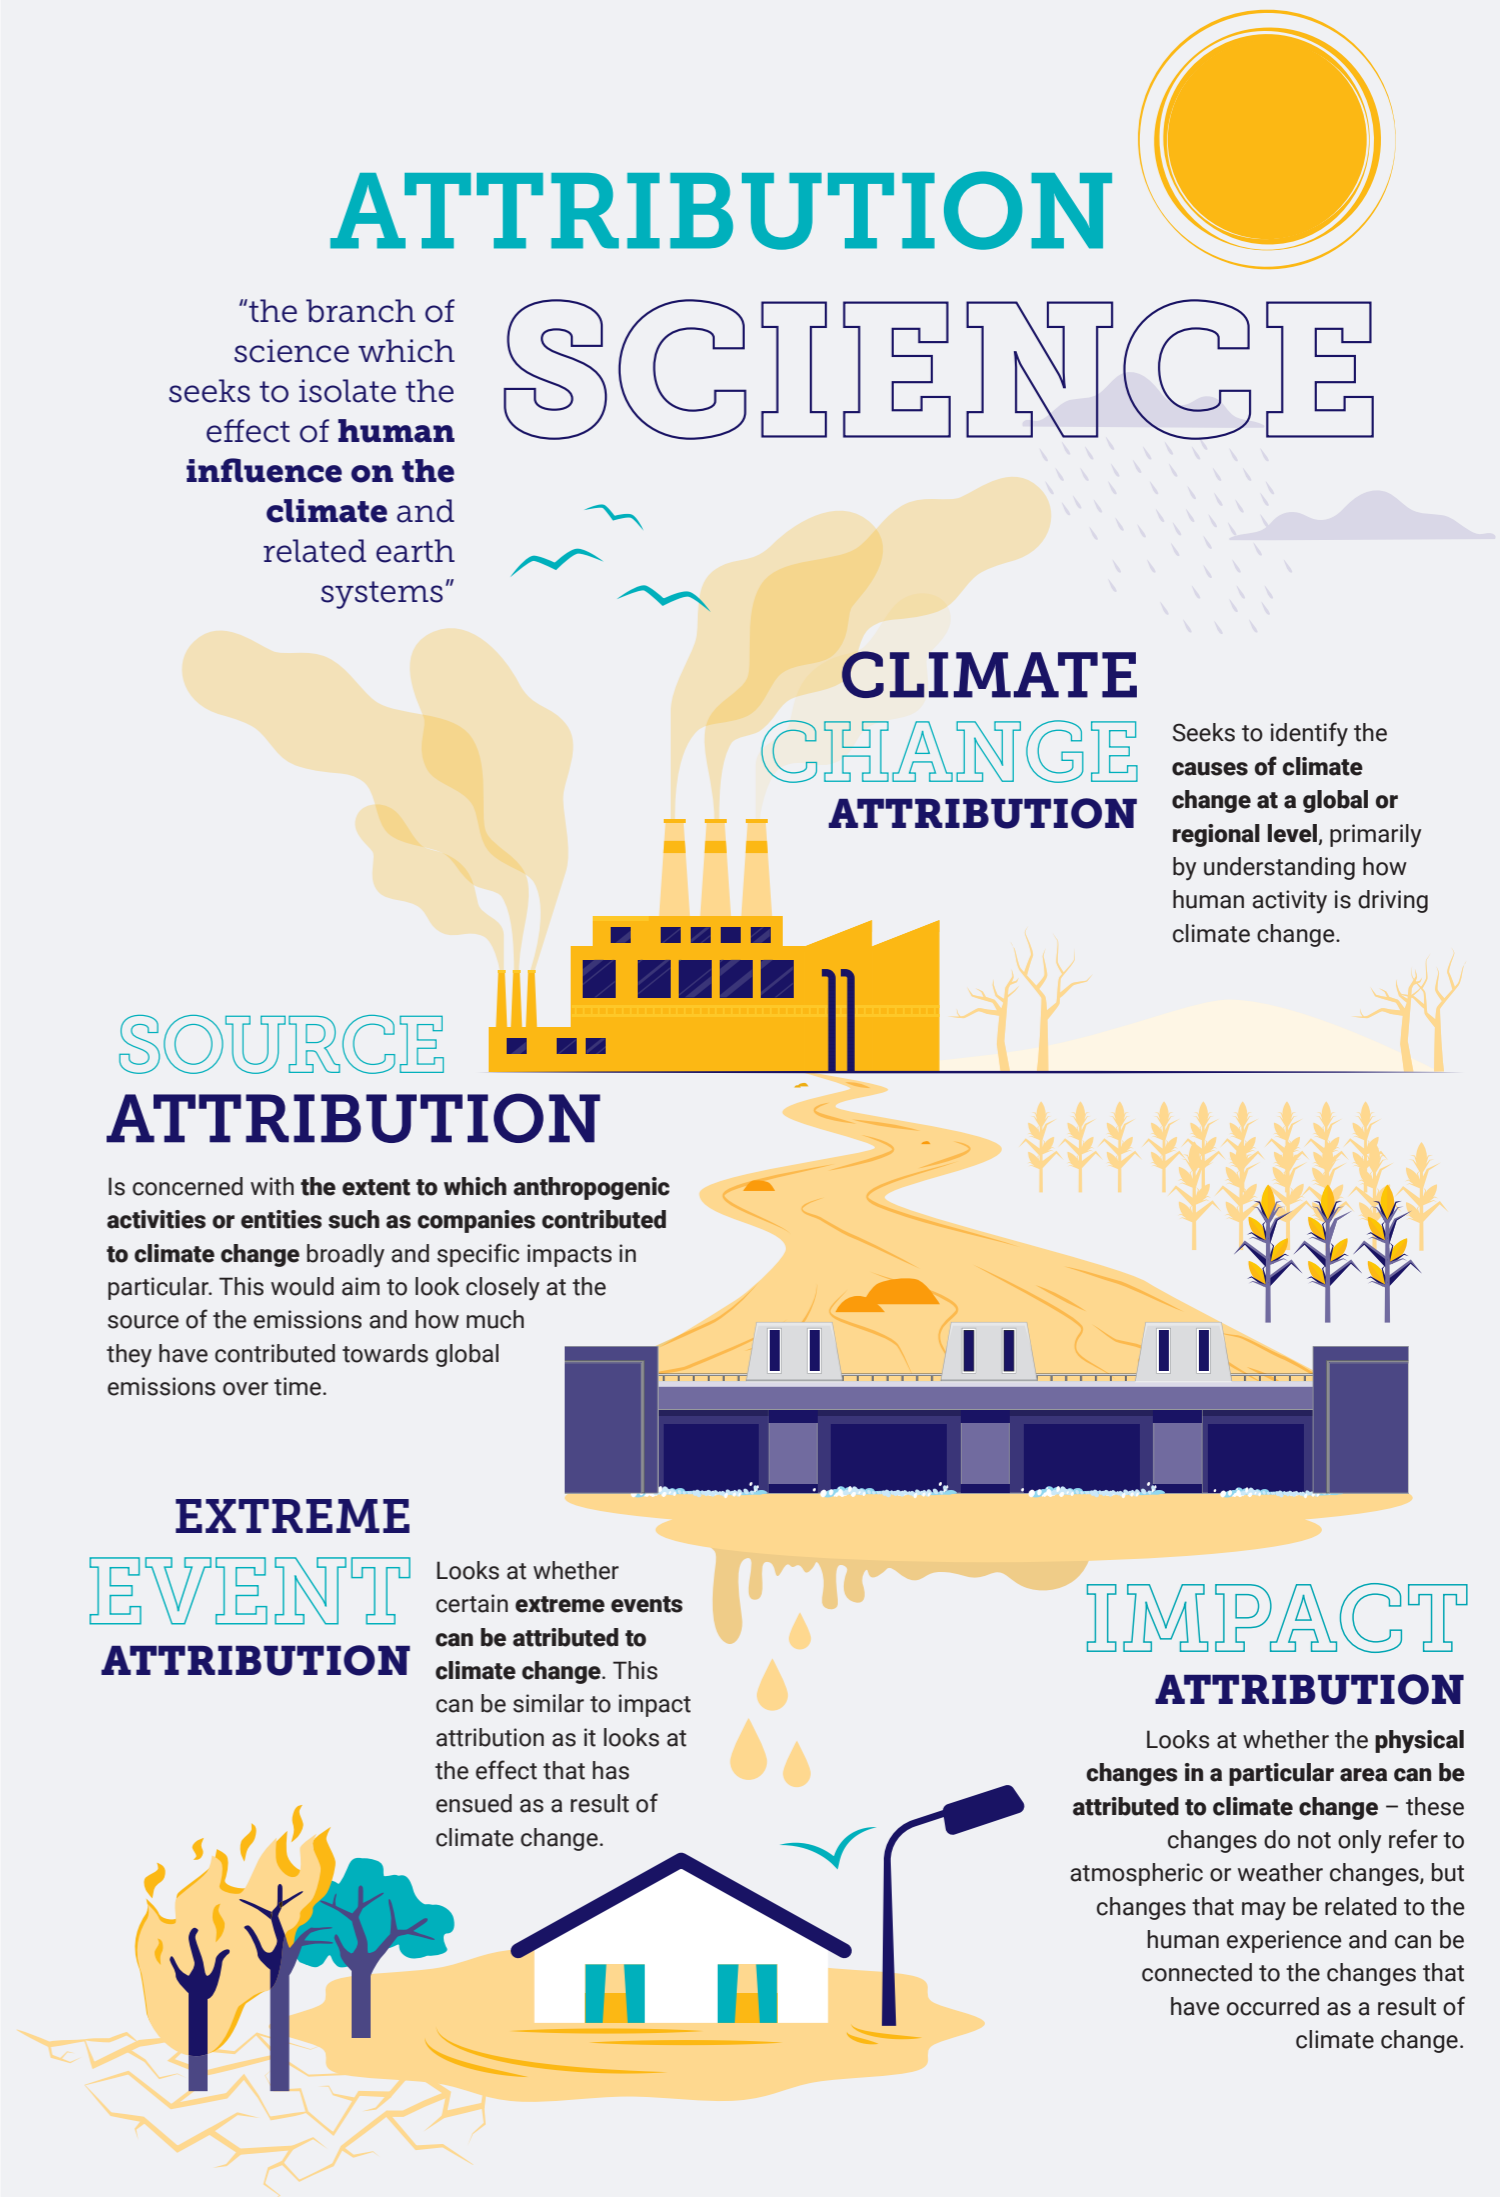 ATTRIBUTION
SCIENCE
“the branch of
science which
seeks to isolate the
effect of human
influence on the
climate and
related earth
systems”
CLIMATE
CHANGE
ATTRIBUTION
Seeks to identify the
causes of climate
change at a global or
regional level, primarily
by understanding how
human activity is driving
climate change.
SOURCE
ATTRIBUTION
Is concerned with the extent to which anthropogenic
activities or entities such as companies contributed
to climate change broadly and specific impacts in
particular. This would aim to look closely at the
source of the emissions and how much
they have contributed towards global
emissions over time.
EXTREME
EVENT
ATTRIBUTION
Looks at whether
certain extreme events
can be attributed to
climate change. This
can be similar to impact
attribution as it looks at
the effect that has
ensued as a result of
climate change.
IMPACT
ATTRIBUTION
Looks at whether the physical
changes in a particular area can be
attributed to climate change – these
changes do not only refer to
atmospheric or weather changes, but
changes that may be related to the
human experience and can be
connected to the changes that
have occurred as a result of
climate change.